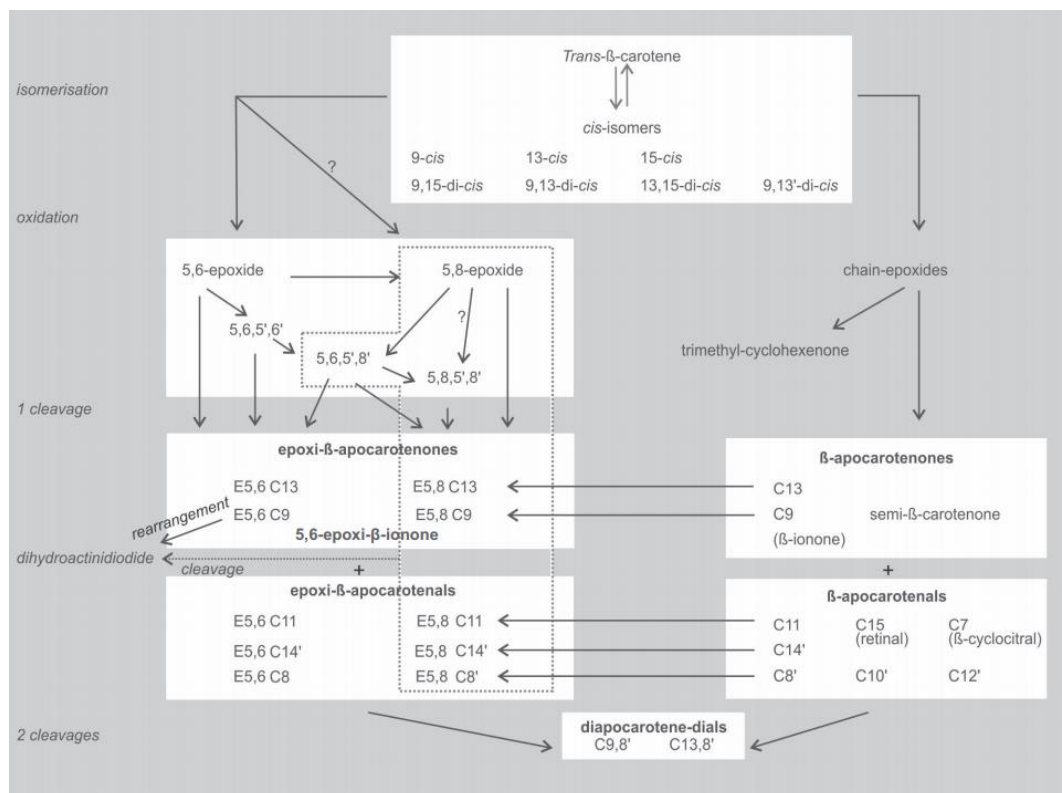 Trans-ß-carotene
isomerisation
cis-isomers
9-cis 13-cis 15-cis
?
9,15-di-cis 9,13-di-cis 13,15-di-cis 9,13'-di-cis
oxidation
5,6-epoxide 5,8-epoxide chain-epoxides
?
5,6,5',6'
trimethyl-cyclohexenone
5,6,5',8'
5,8,5',8'
1 cleavage
epoxi-ß-apocarotenones
ß-apocarotenones
E5,6 C13 E5,8 C13 C13
rearrangement
E5,6 C9 E5,8 C9 C9 semi-ß-carotenone
5,6-epoxi-β-ionone (ß-ionone)
dihydroactinidiodide
cleavage + +
epoxi-ß-apocarotenals ß-apocarotenals
E5,6 C11 E5,8 C11 C11 C15 C7
(retinal) (ß-cyclocitral)
E5,6 C14' E5,8 C14' C14'
E5,6 C8 E5,8 C8' C8' C10' C12'
diapocarotene-dials
2 cleavages
C9,8' C13,8'